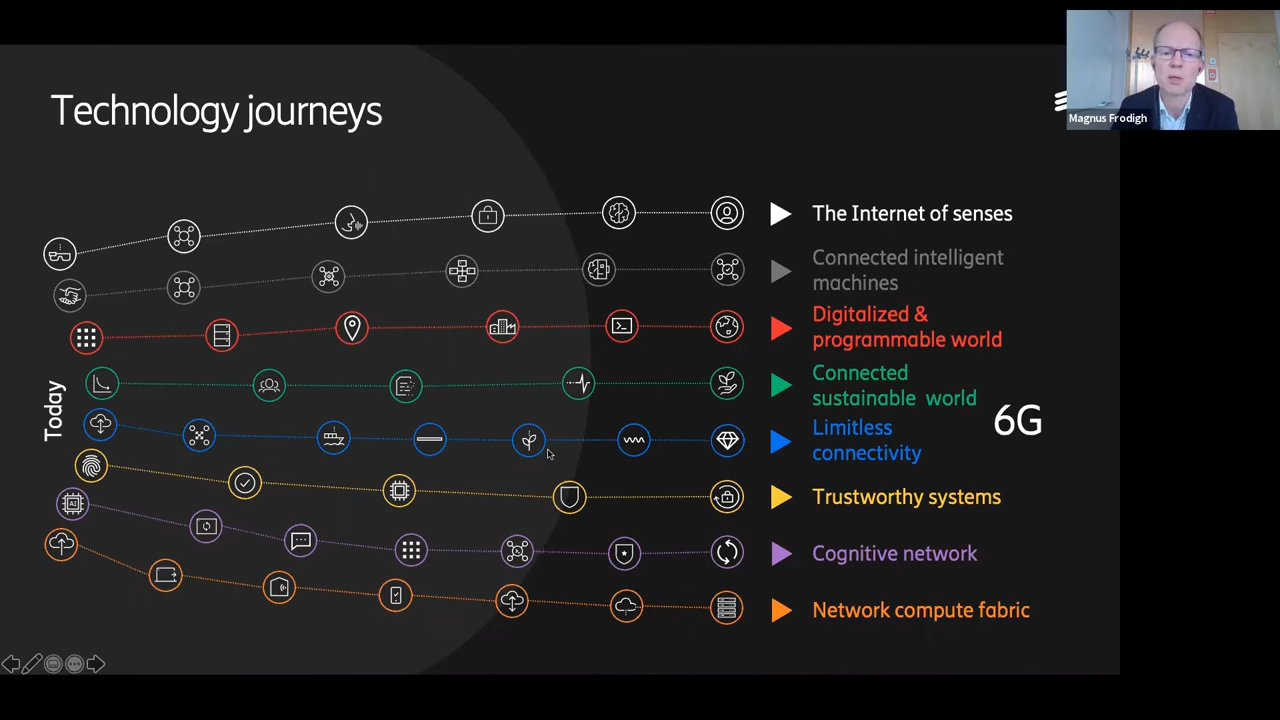 Technology journeys
Magnus Frodigh
Today
The Internet of senses
Connected intelligent
machines
Digitalized &
programmable world
Connected
sustainable world
6G
Limitless
connectivity
Trustworthy systems
AI
Cognitive network
Network compute fabric